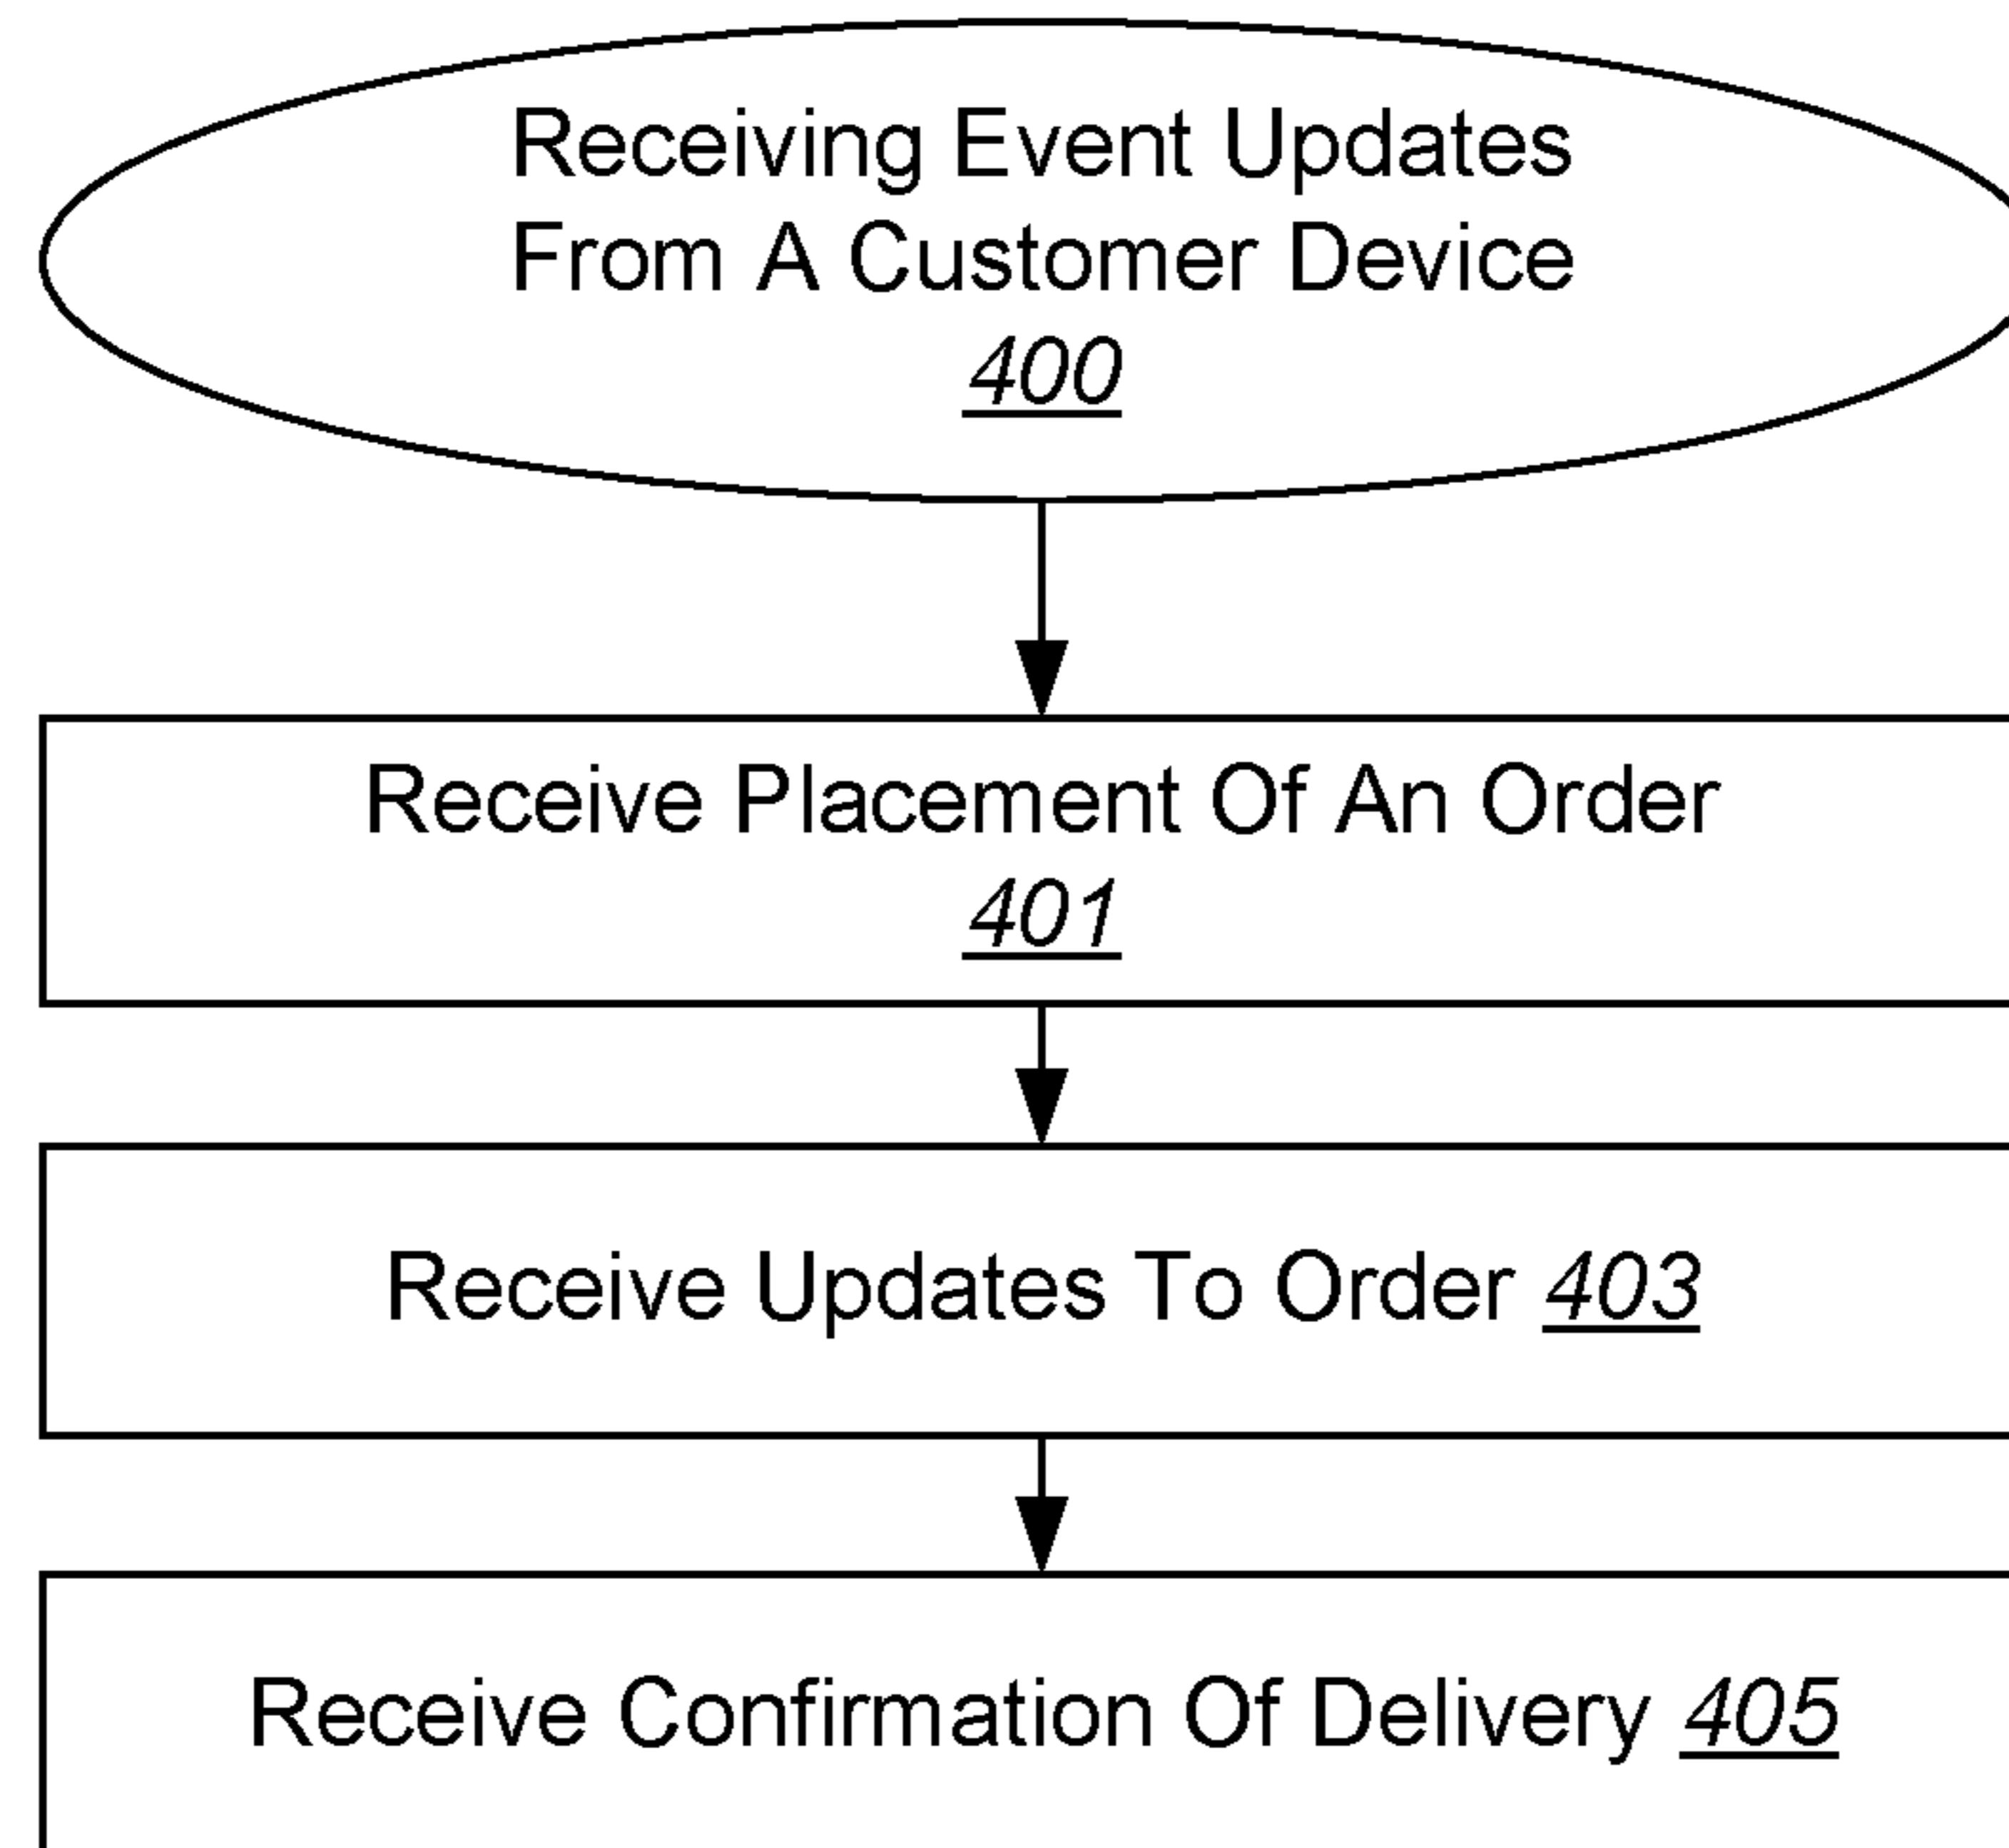 Receiving Event Updates
From A Customer Device
400
Receive Placement Of An Order
401
Receive Updates To Order 403
Receive Confirmation Of Delivery 405